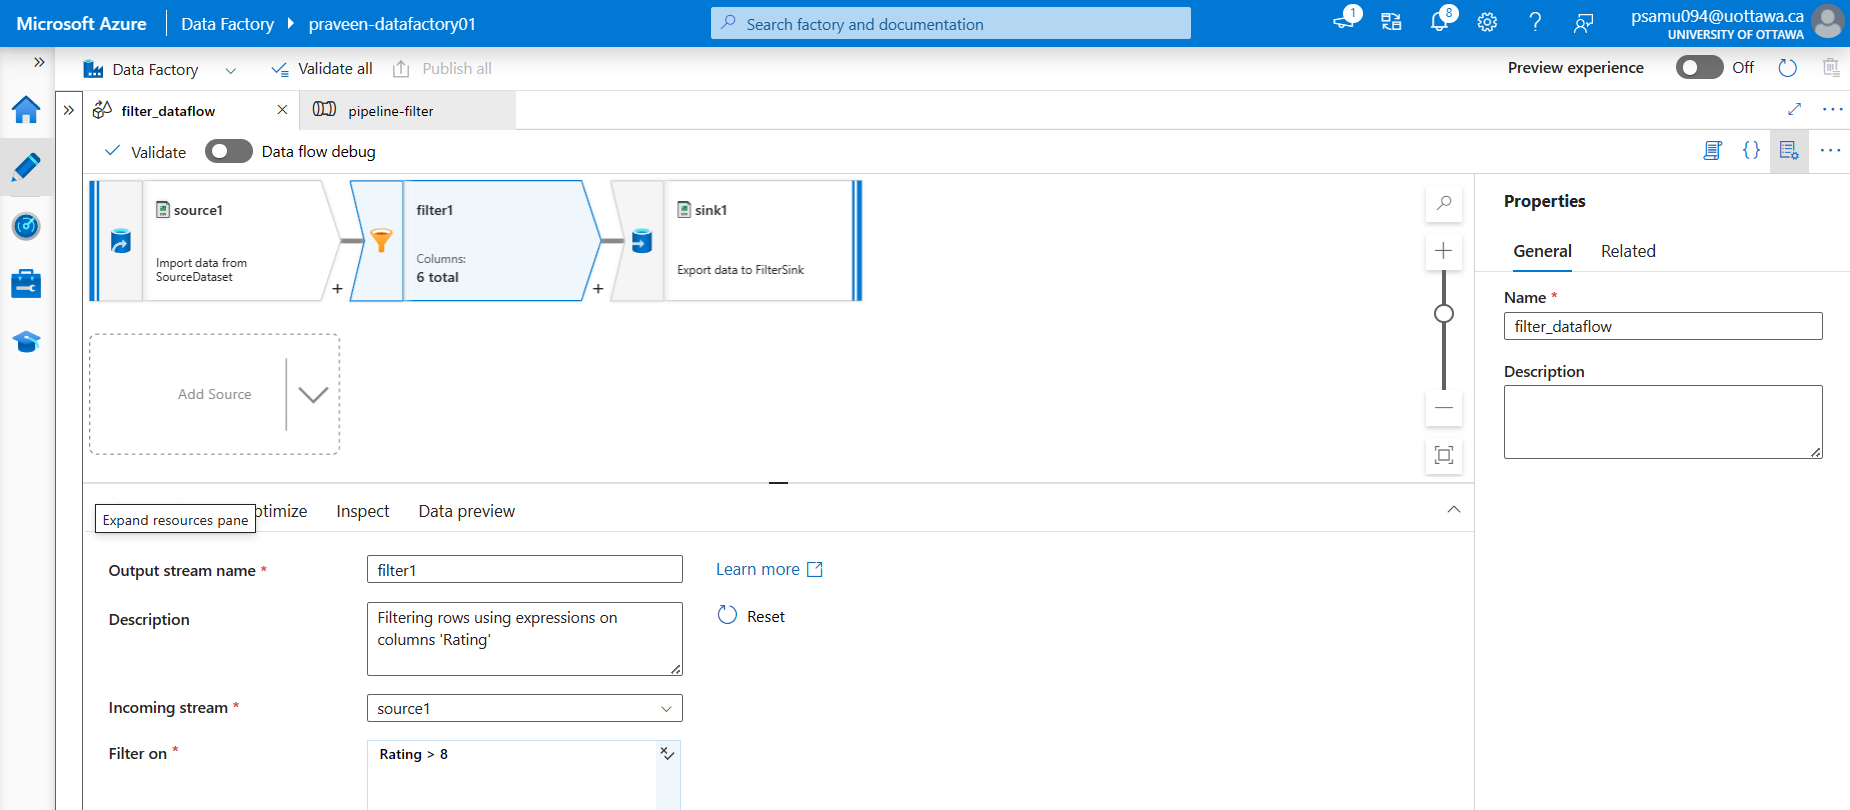 Microsoft Azure
Data Factory
praveen-datafactory01
Search factory and documentation
1
8
psamu094@uottawa.ca
UNIVERSITY OF OTTAWA
Data Factory
Validate all
Publish all
Preview experience
Off
filter_dataflow
pipeline-filter
Validate
Data flow debug
{}
source1
Import data from
SourceDataset
+
filter1
Columns:
6 total
+
sink1
Export data to FilterSink
Add Source
Properties
General
Related
Name *
filter_dataflow
Description
Expand resources pane
ptimize
Inspect
Data preview
Output stream name *
filter1
Learn more
Description
Filtering rows using expressions on
columns 'Rating'
Reset
Incoming stream *
source1
Filter on *
Rating > 8